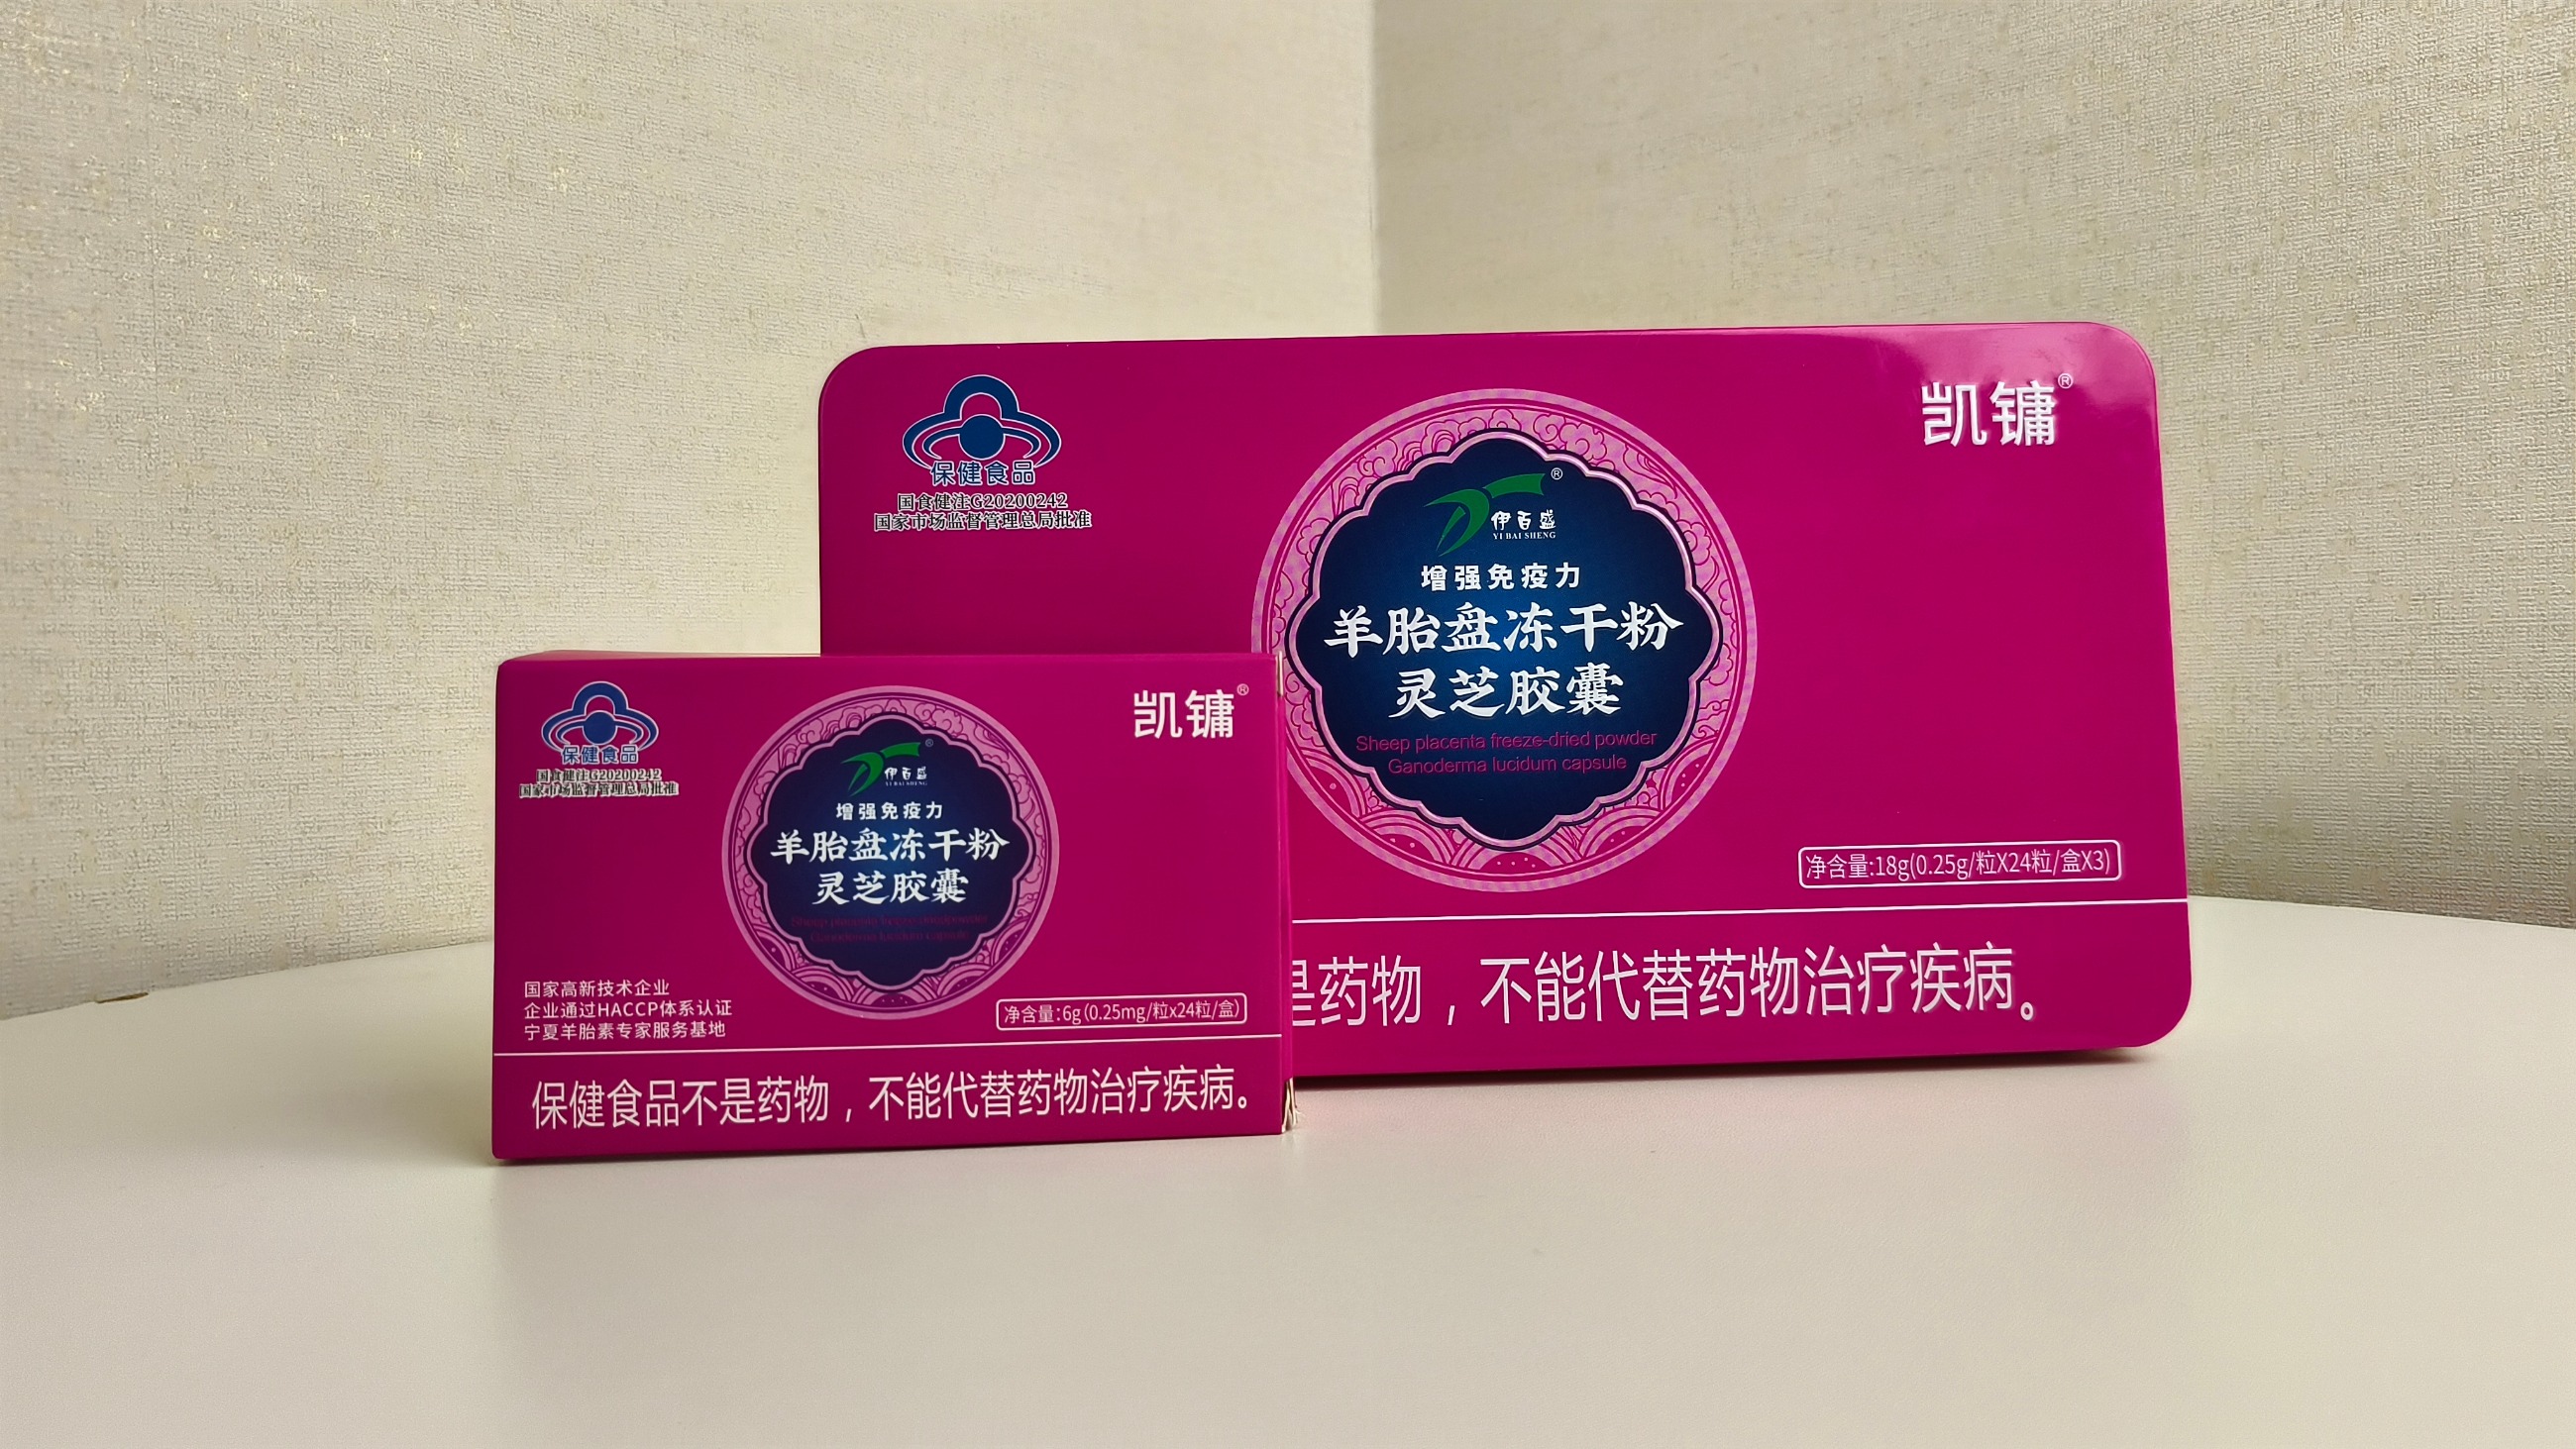 保健食品
国食健注G20200242
国家市场监督管理总局批准
凯镛®
®
伊百盛
YI BAI SHENG
增强免疫力
羊胎盘冻干粉
灵芝胶囊
Sheep placenta freeze-dried powder
Ganoderma lucidum capsule
净含量:18g(0.25g/粒X24粒/盒X3)
是药物，不能代替药物治疗疾病。
保健食品
国食健注G20200242
国家市场监督管理总局批准
凯镛®
®
伊百盛
YI BAI SHENG
增强免疫力
羊胎盘冻干粉
灵芝胶囊
Sheep placenta
Ganoderma lucidum capsule
国家高新技术企业
企业通过HACCP体系认证
宁夏羊胎素专家服务基地
净含量:6g(0.25mg/粒x24粒/盒)
保健食品不是药物，不能代替药物治疗疾病。